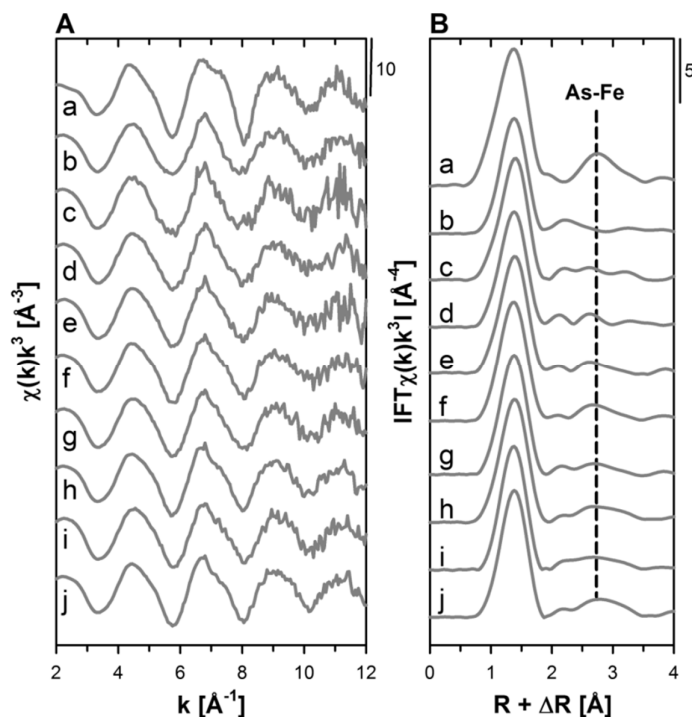 A
B
10
5
As-Fe
a
b
c
d
e
f
g
h
i
j
a
b
c
d
e
f
g
h
i
j
χ(k)k³ [Å⁻³]
IFTχ(k)k³I [Å⁻⁴]
2 4 6 8 10 12
0 1 2 3 4
k [Å⁻¹]
R + ΔR [Å]